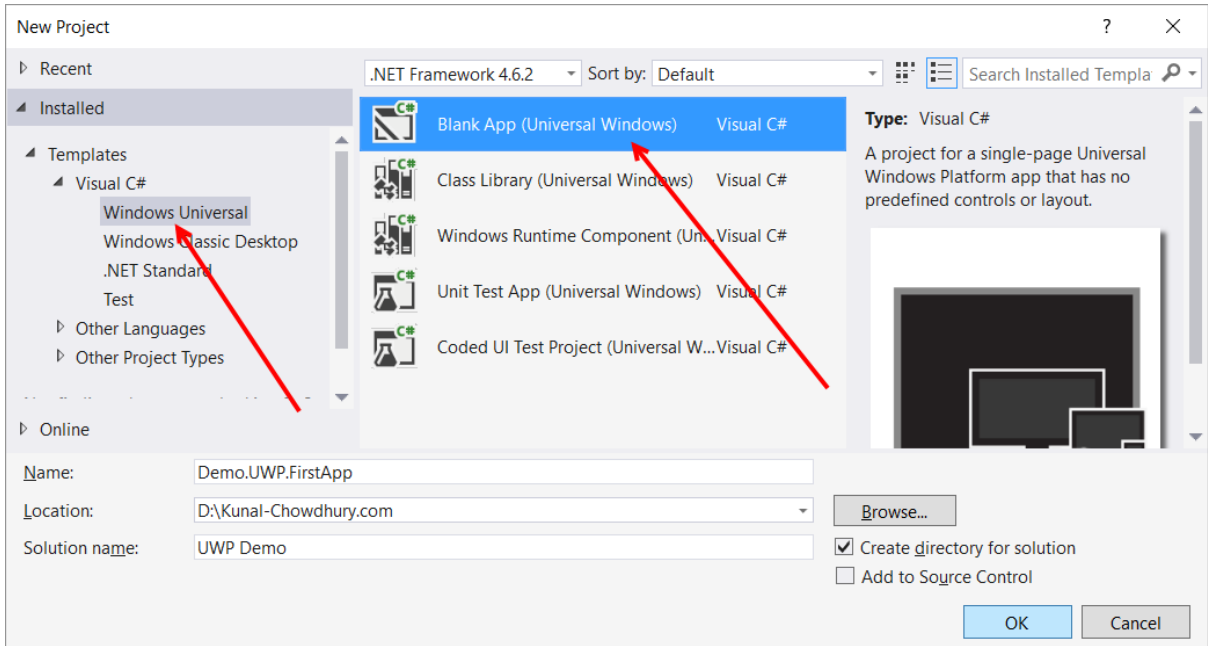 New Project
?
Recent
Installed
Templates
Visual C#
Windows Universal
Windows Classic Desktop
.NET Standard
Test
Other Languages
Other Project Types
Online
.NET Framework 4.6.2 Sort by: Default
Search Installed Templa
C# Blank App (Universal Windows) Visual C#
C# Class Library (Universal Windows) Visual C#
C# Windows Runtime Component (Un... Visual C#
C# Unit Test App (Universal Windows) Visual C#
C# Coded UI Test Project (Universal W... Visual C#
Type: Visual C#
A project for a single-page Universal
Windows Platform app that has no
predefined controls or layout.
Name: Demo.UWP.FirstApp
Location: D:\Kunal-Chowdhury.com Browse...
Solution name: UWP Demo
Create directory for solution
Add to Source Control
OK Cancel